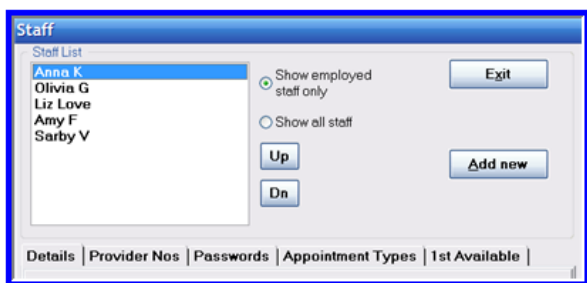 Staff
Staff List
Anna K
Olivia G
Liz Love
Amy F
Sarby V
Show employed
staff only
Show all staff
Up
Dn
Exit
Add new
Details Provider Nos Passwords Appointment Types 1st Available